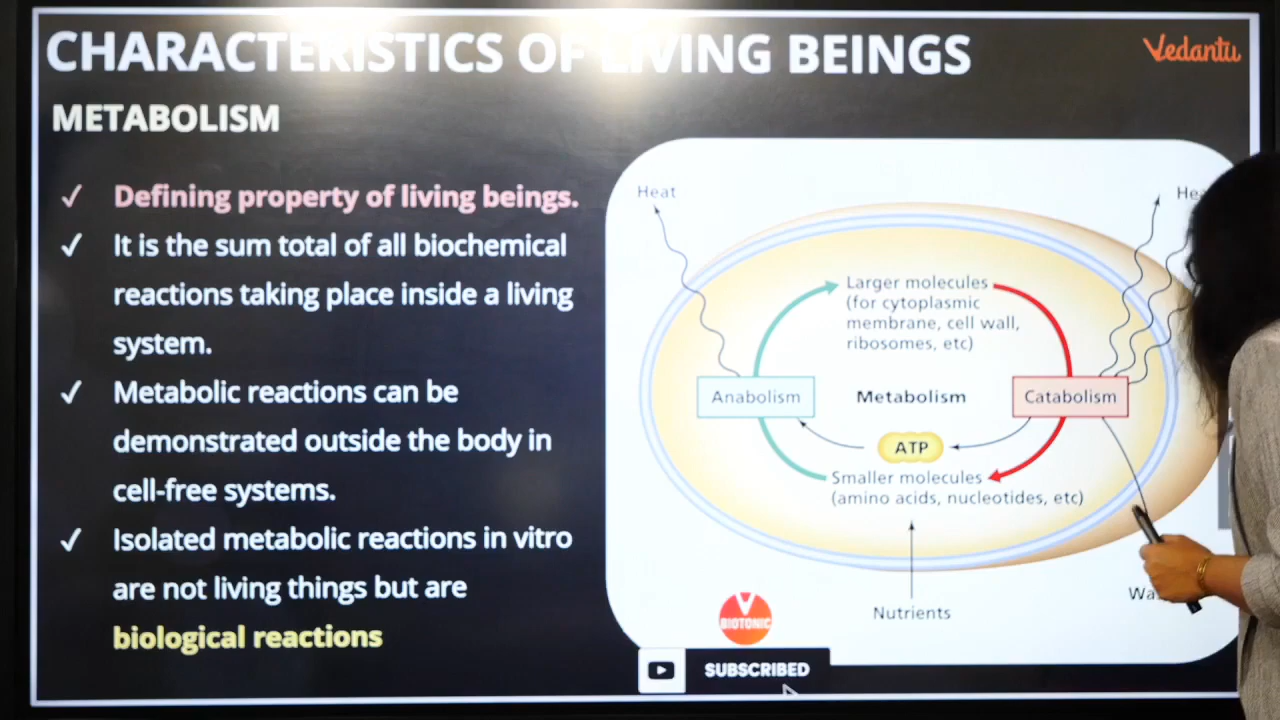 CHARACTERISTICS OF LIVING BEINGS
Vedantu
METABOLISM
✓ Defining property of living beings.
✓ It is the sum total of all biochemical
reactions taking place inside a living
system.
✓ Metabolic reactions can be
demonstrated outside the body in
cell-free systems.
✓ Isolated metabolic reactions in vitro
are not living things but are
biological reactions
Heat
Larger molecules
(for cytoplasmic
membrane, cell wall,
ribosomes, etc)
Anabolism
Metabolism
Catabolism
ATP
Smaller molecules
(amino acids, nucleotides, etc)
Nutrients
V
BIOTONIC
SUBSCRIBED